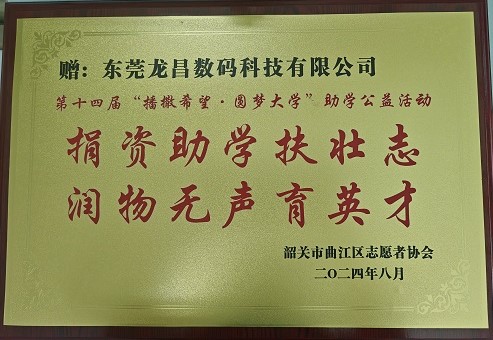 赠：东莞龙昌数码科技有限公司
第十四届“播撒希望·圆梦大学”助学公益活动
捐资助学扶壮志
润物无声育英才
韶关市曲江区志愿者协会
二〇二四年八月